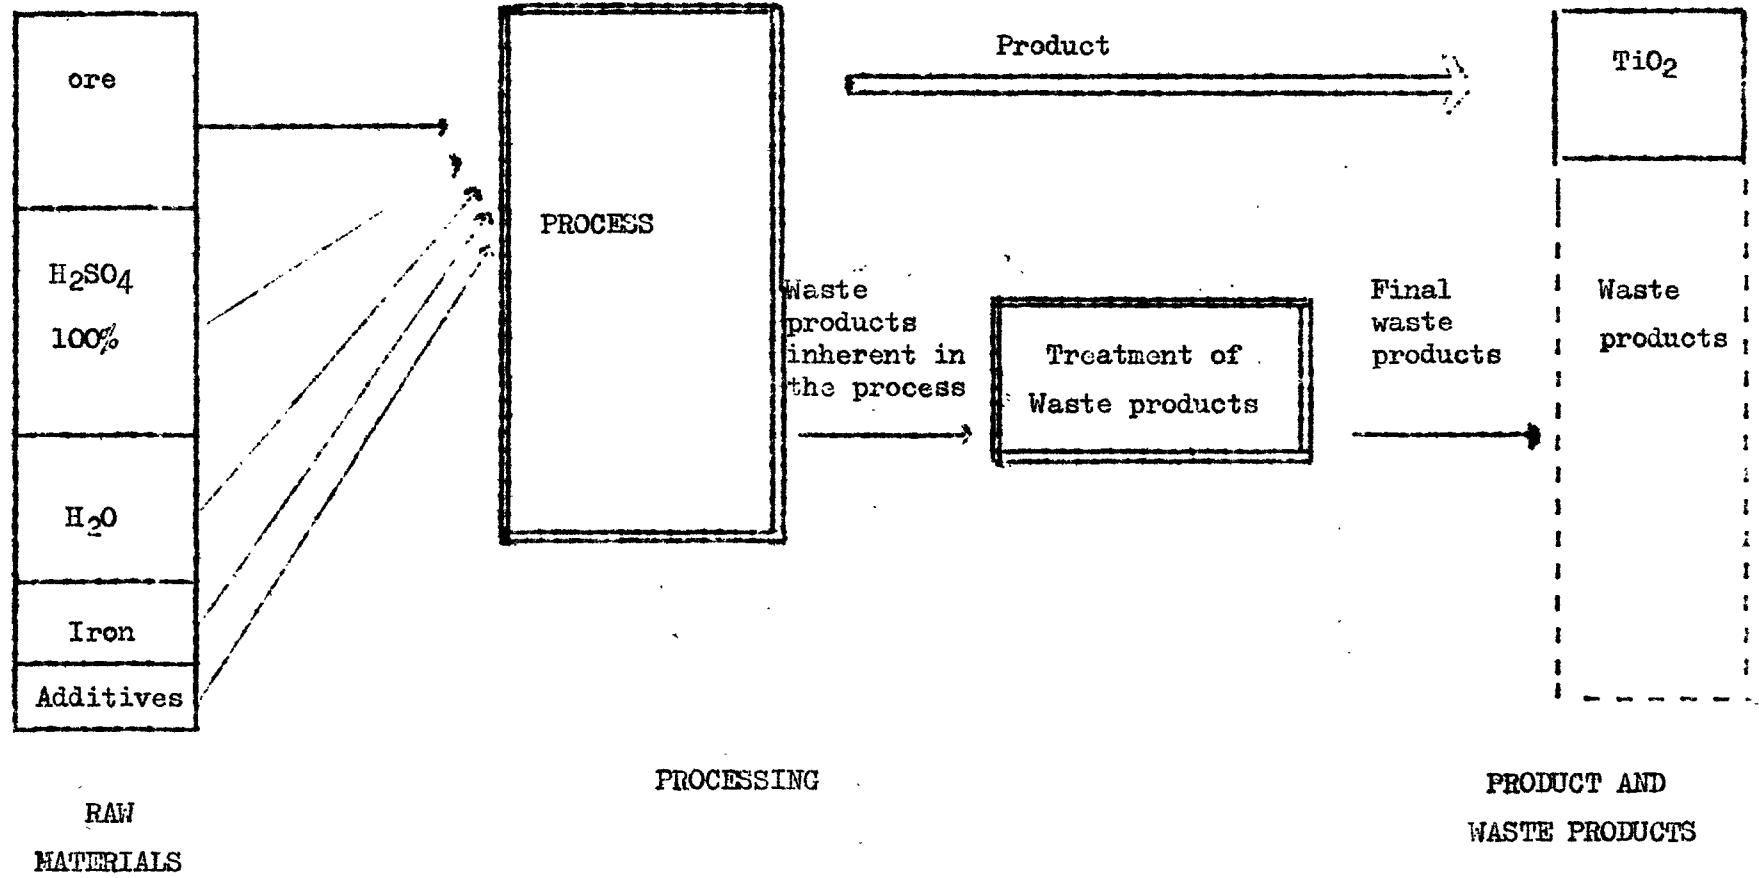 ore
H2SO4
100%
H2O
Iron
Additives
RAW
MATERIALS
PROCESS
PROCESSING
Product
Waste
products
inherent in
the process
Treatment of
Waste products
Final
waste
products
TiO2
Waste
products
PRODUCT AND
WASTE PRODUCTS